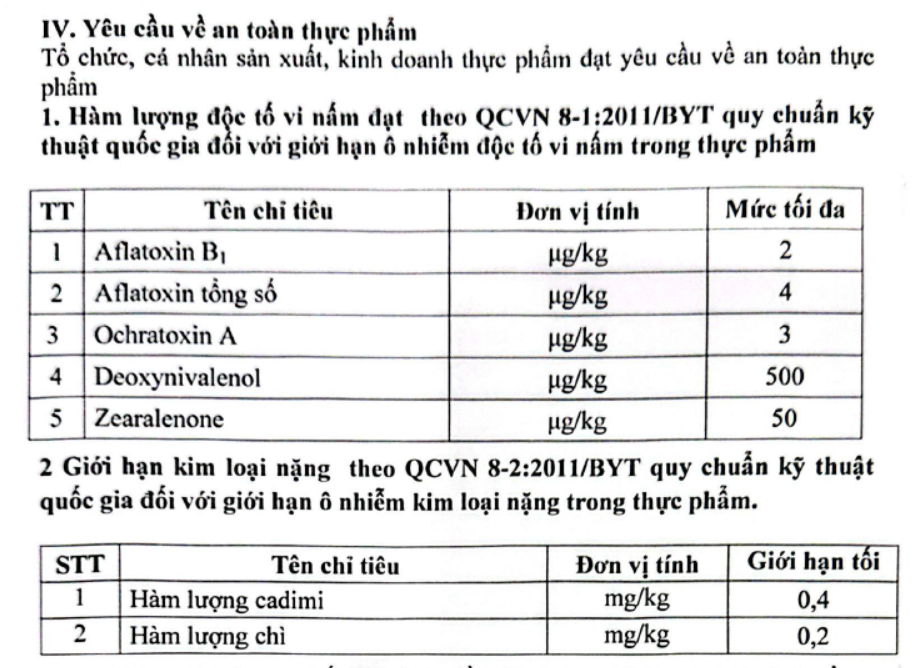 IV. Yêu cầu về an toàn thực phẩm
Tổ chức, cá nhân sản xuất, kinh doanh thực phẩm đạt yêu cầu về an toàn thực
phẩm
1. Hàm lượng độc tố vi nấm đạt theo QCVN 8-1:2011/BYT quy chuẩn kỹ
thuật quốc gia đối với giới hạn ô nhiễm độc tố vi nấm trong thực phẩm
TT Tên chỉ tiêu Đơn vị tính Mức tối đa
1 Aflatoxin B₁ µg/kg 2
2 Aflatoxin tổng số µg/kg 4
3 Ochratoxin A µg/kg 3
4 Deoxynivalenol µg/kg 500
5 Zearalenone µg/kg 50
2 Giới hạn kim loại nặng theo QCVN 8-2:2011/BYT quy chuẩn kỹ thuật
quốc gia đối với giới hạn ô nhiễm kim loại nặng trong thực phẩm.
STT Tên chỉ tiêu Đơn vị tính Giới hạn tối
1 Hàm lượng cadimi mg/kg 0,4
2 Hàm lượng chì mg/kg 0,2